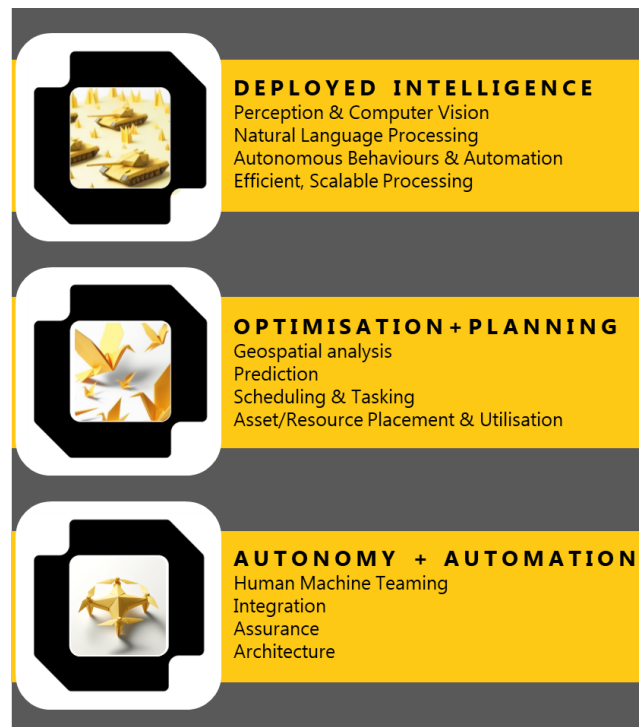 DEPLOYED INTELLIGENCE
Perception & Computer Vision
Natural Language Processing
Autonomous Behaviours & Automation
Efficient, Scalable Processing
OPTIMISATION+PLANNING
Geospatial analysis
Prediction
Scheduling & Tasking
Asset/Resource Placement & Utilisation
AUTONOMY + AUTOMATION
Human Machine Teaming
Integration
Assurance
Architecture